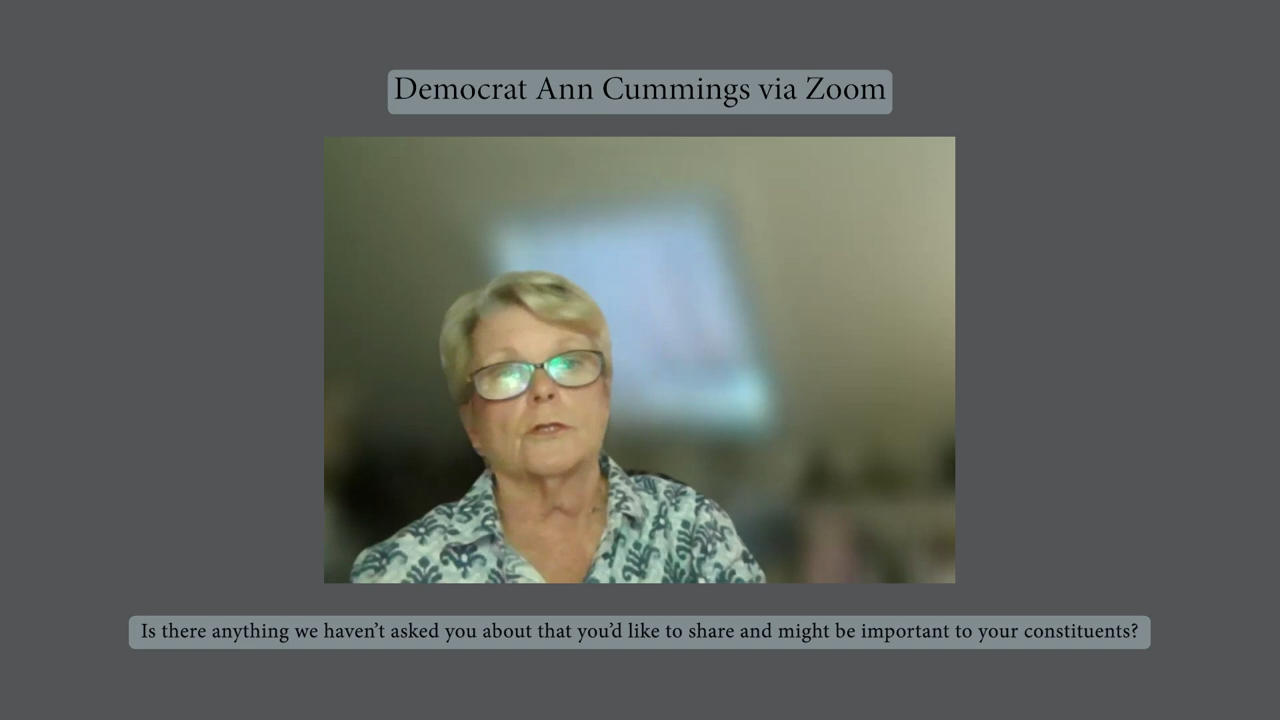 Democrat Ann Cummings via Zoom
Is there anything we haven’t asked you about that you’d like to share and might be important to your constituents?